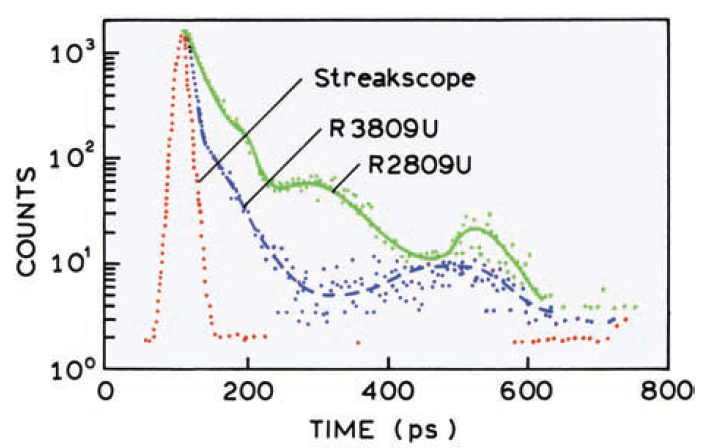 10³
Streakscope
R3809U
10²
R2809U
COUNTS
10¹
10⁰
0 200 400 600 800
TIME (ps)